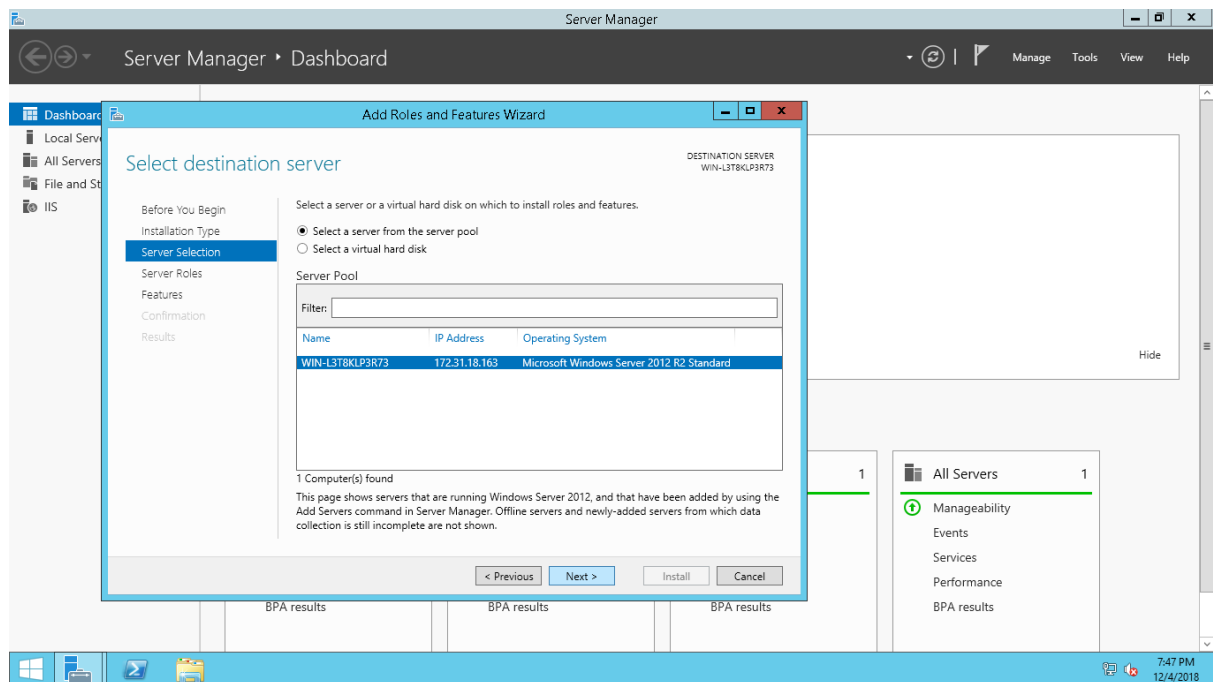 Server Manager
Server Manager ‣ Dashboard
Manage Tools View Help
Dashboard
Local Serve
All Servers
File and St
IIS
Add Roles and Features Wizard
Select destination server
DESTINATION SERVER
WIN-L3T8KLP3R73
Before You Begin
Installation Type
Server Selection
Server Roles
Features
Confirmation
Results
Select a server or a virtual hard disk on which to install roles and features.
Select a server from the server pool
Select a virtual hard disk
Server Pool
Filter:
Name IP Address Operating System
WIN-L3T8KLP3R73 172.31.18.163 Microsoft Windows Server 2012 R2 Standard
1 Computer(s) found
This page shows servers that are running Windows Server 2012, and that have been added by using the
Add Servers command in Server Manager. Offline servers and newly-added servers from which data
collection is still incomplete are not shown.
< Previous Next > Install Cancel
Hide
1
All Servers 1
Manageability
Events
Services
Performance
BPA results
BPA results
BPA results
BPA results
7:47 PM
12/4/2018